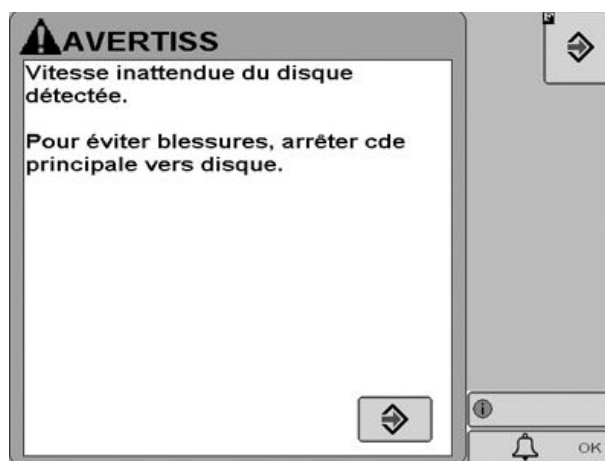 AVERTISS
Vitesse inattendue du disque
détectée.
Pour éviter blessures, arrêter cde
principale vers disque.
OK